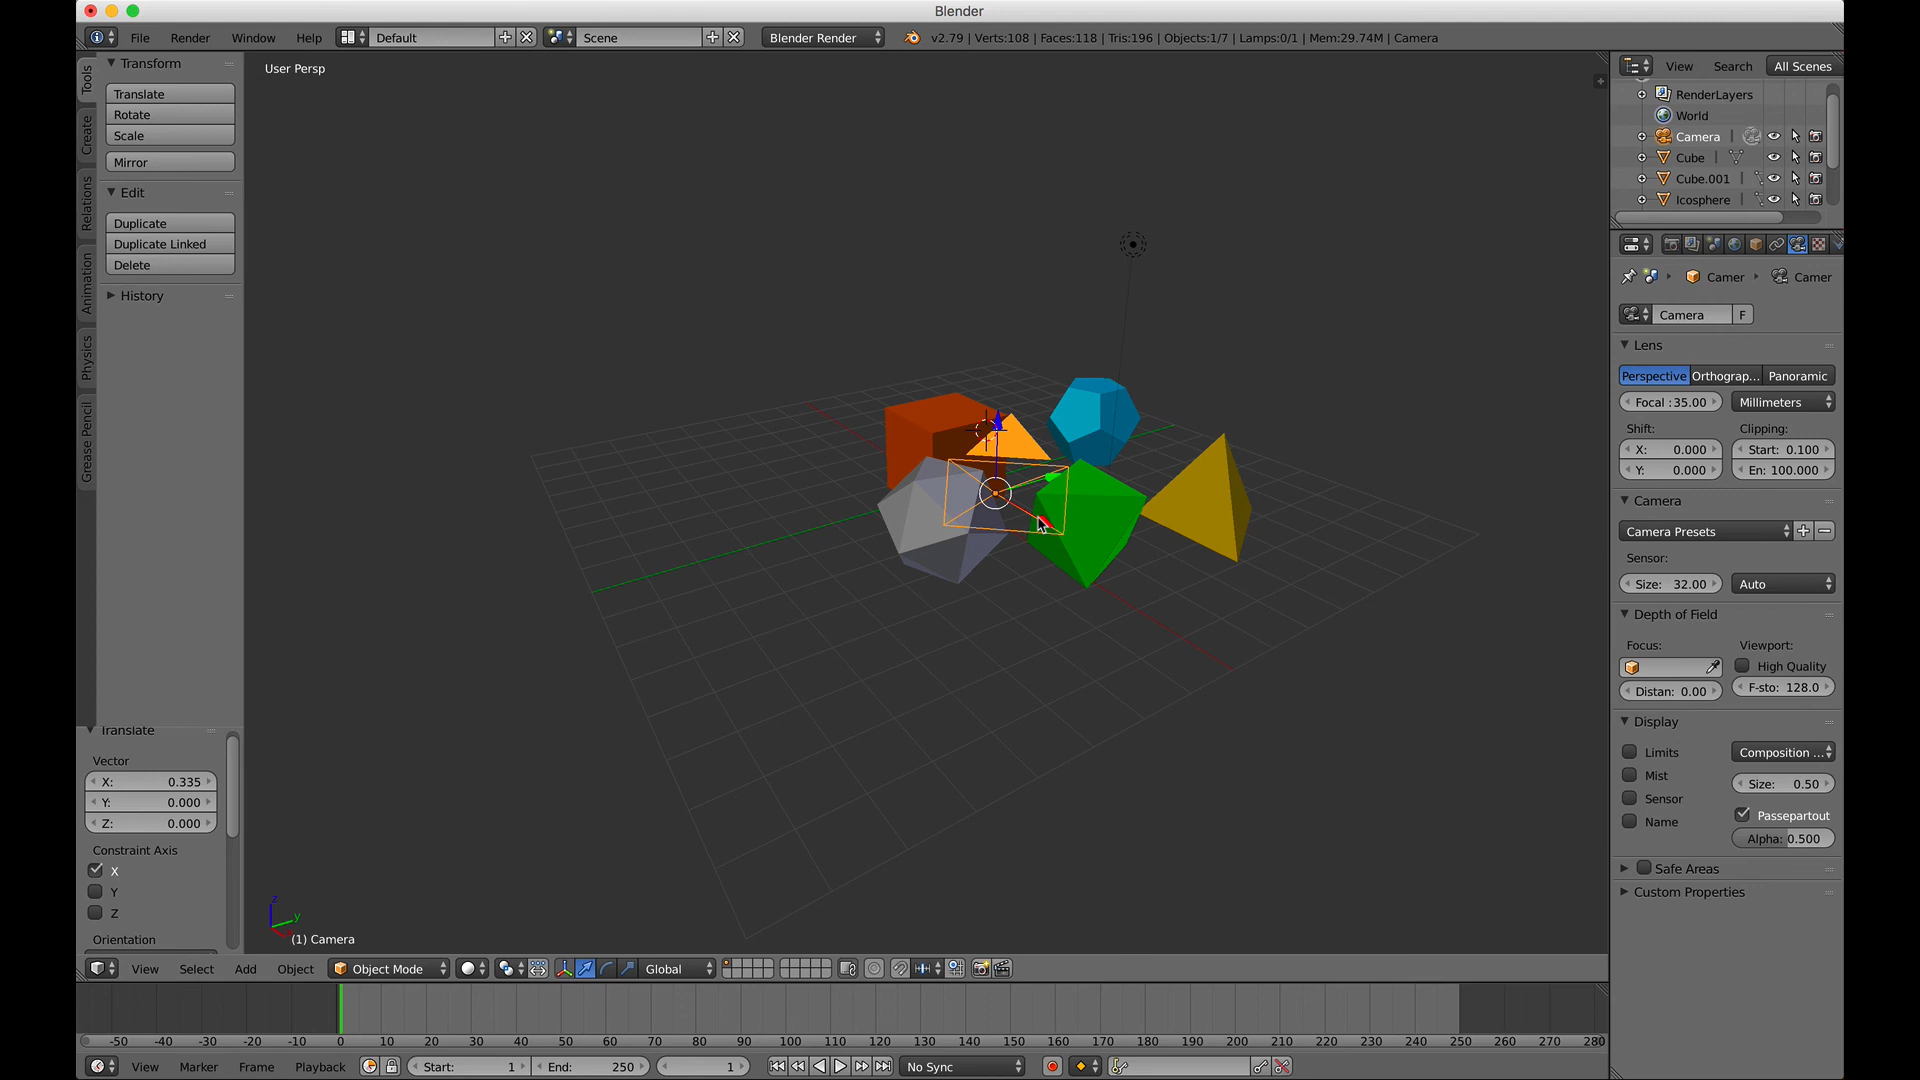 Blender
File Render Window Help Default Scene Blender Render v2.79 | Verts:108 | Faces:118 | Tris:196 | Objects:1/7 | Lamps:0/1 | Mem:29.74M | Camera
Tools
Create
Relations
Animation
Physics
Grease Pencil
Transform
Translate
Rotate
Scale
Mirror
Edit
Duplicate
Duplicate Linked
Delete
History
Translate
Vector
X: 0.335
Y: 0.000
Z: 0.000
Constraint Axis
X
Y
Z
Orientation
User Persp
z
y
(1) Camera
View Search All Scenes
RenderLayers
World
Camera
Cube
Cube.001
Icosphere
Camer Camer
Camera F
Lens
Perspective Orthograp... Panoramic
Focal :35.00 Millimeters
Shift: Clipping:
X: 0.000 Start: 0.100
Y: 0.000 En: 100.000
Camera
Camera Presets
Sensor:
Size: 32.00 Auto
Depth of Field
Focus: Viewport:
High Quality
Distan: 0.00 F-sto: 128.0
Display
Limits Composition ...
Mist Size: 0.50
Sensor Passepartout
Name Alpha: 0.500
Safe Areas
Custom Properties
View Select Add Object Object Mode Global
-50 -40 -30 -20 -10 0 10 20 30 40 50 60 70 80 90 100 110 120 130 140 150 160 170 180 190 200 210 220 230 240 250 260 270 280
View Marker Frame Playback Start: 1 End: 250 1 No Sync